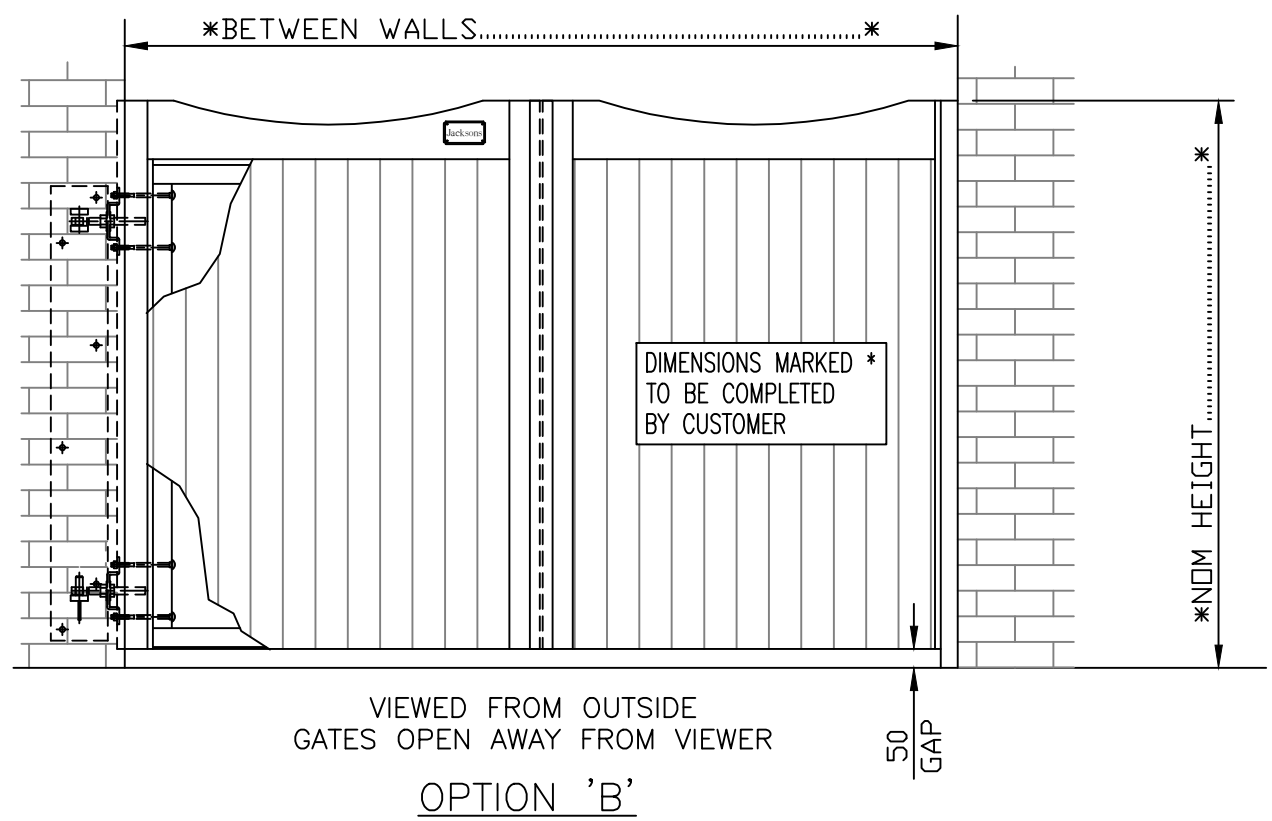 *BETWEEN WALLS................................................................*
Jacksons
DIMENSIONS MARKED *
TO BE COMPLETED
BY CUSTOMER
*NOM HEIGHT..........................................*
50
GAP
VIEWED FROM OUTSIDE
GATES OPEN AWAY FROM VIEWER
OPTION 'B'